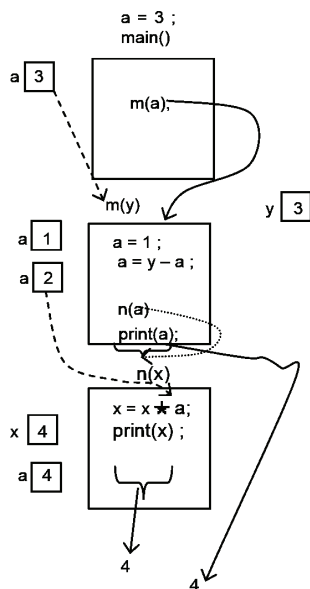 a = 3 ;
main()
a 3
m(a);
m(y)
y 3
a 1
a = 1 ;
a = y – a ;
a 2
n(a)
print(a);
n(x)
x = x * a;
x 4
print(x) ;
a 4
4
4